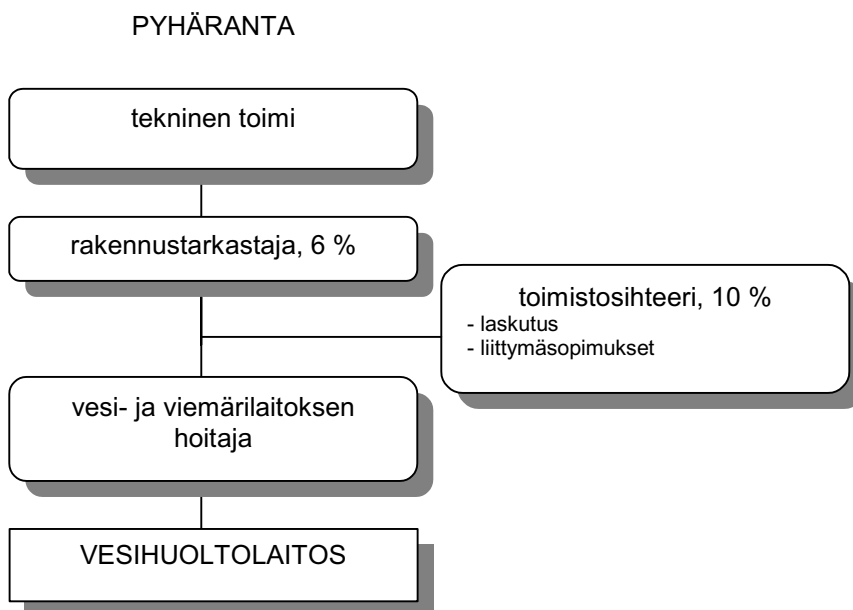 PYHÄRANTA
tekninen toimi
rakennustarkastaja, 6 %
toimistosihteeri, 10 %
- laskutus
- liittymäsopimukset
vesi- ja viemärilaitoksen
hoitaja
VESIHUOLTOLAITOS